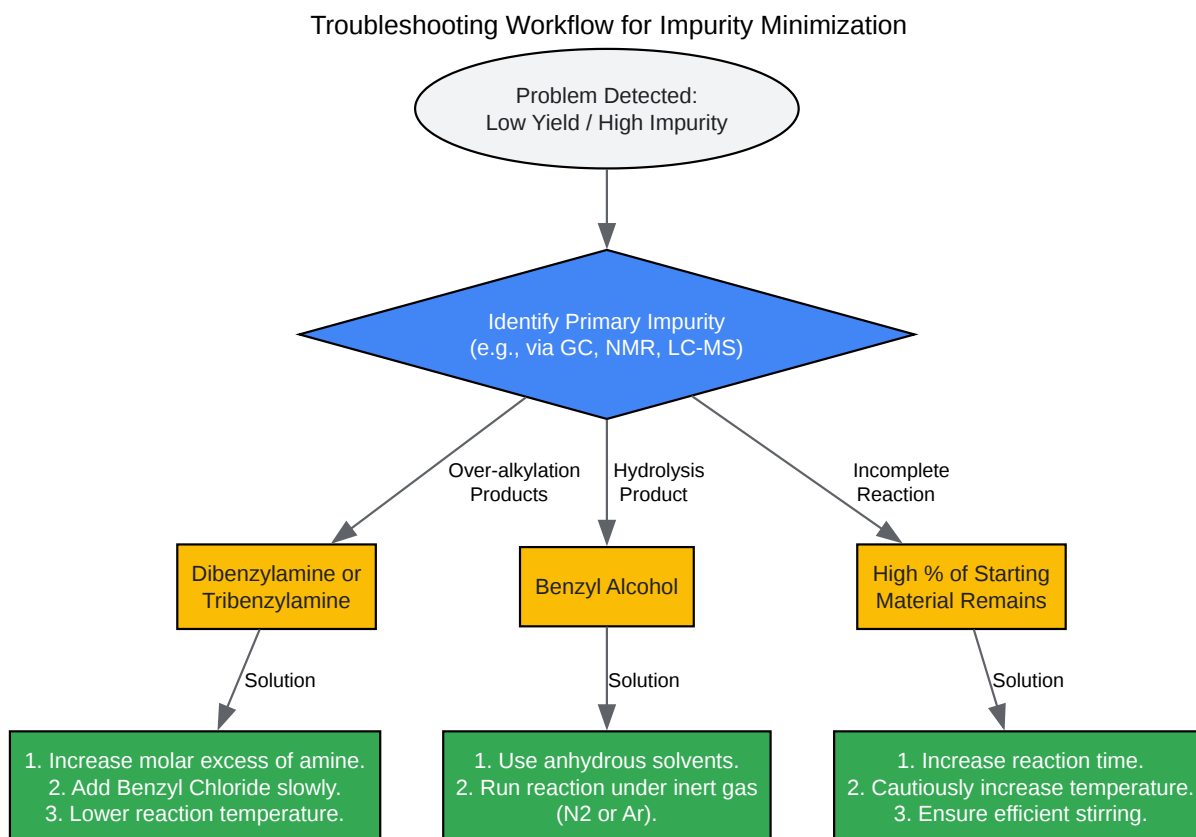 Troubleshooting Workflow for Impurity Minimization
Problem Detected:
Low Yield / High Impurity
Identify Primary Impurity
(e.g., via GC, NMR, LC-MS)
Over-alkylation
Products
Hydrolysis
Product
Incomplete
Reaction
Dibenzylamine or
Tribenzylamine
Benzyl Alcohol
High % of Starting
Material Remains
Solution
Solution
Solution
1. Increase molar excess of amine.
2. Add Benzyl Chloride slowly.
3. Lower reaction temperature.
1. Use anhydrous solvents.
2. Run reaction under inert gas
(N2 or Ar).
1. Increase reaction time.
2. Cautiously increase temperature.
3. Ensure efficient stirring.